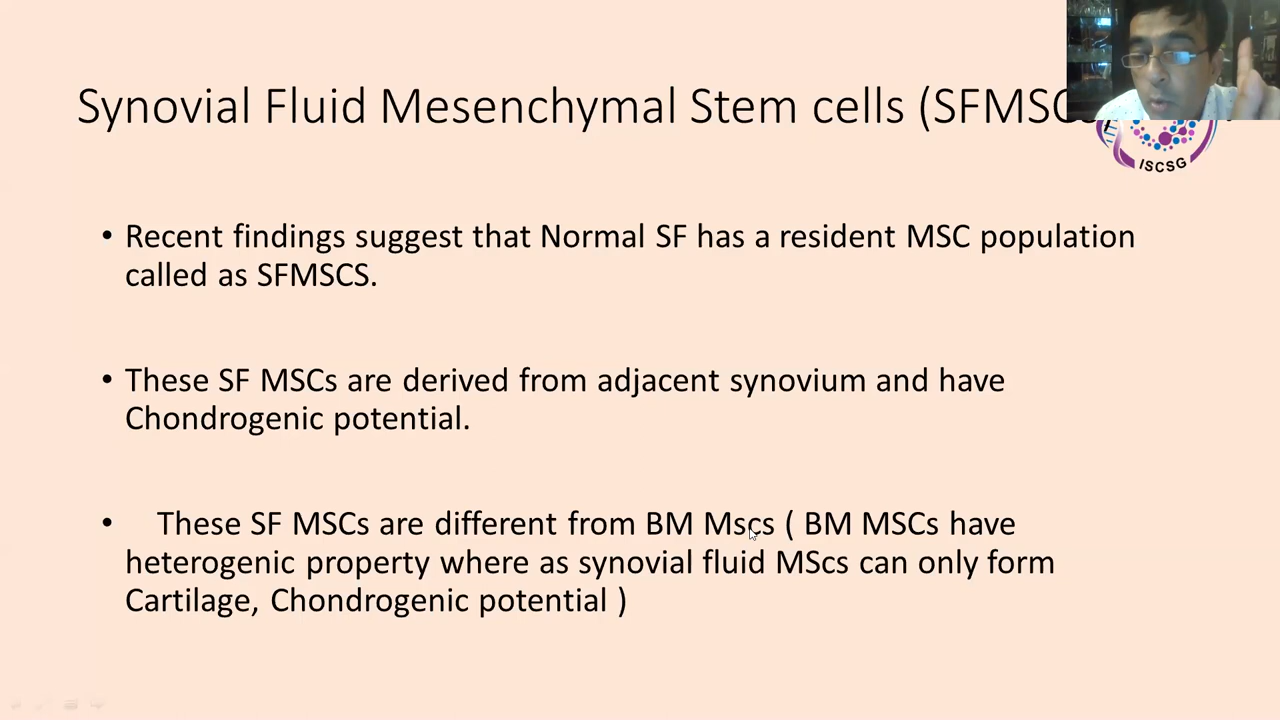 Synovial Fluid Mesenchymal Stem cells
• Recent findings suggest that Normal SF has a resident MSC population
called as SFMSCS.
• These SF MSCs are derived from adjacent synovium and have
Chondrogenic potential.
• These SF MSCs are different from BM Mscs ( BM MSCs have
heterogenic property where as synovial fluid MScs can only form
Cartilage, Chondrogenic potential )
ISCSG